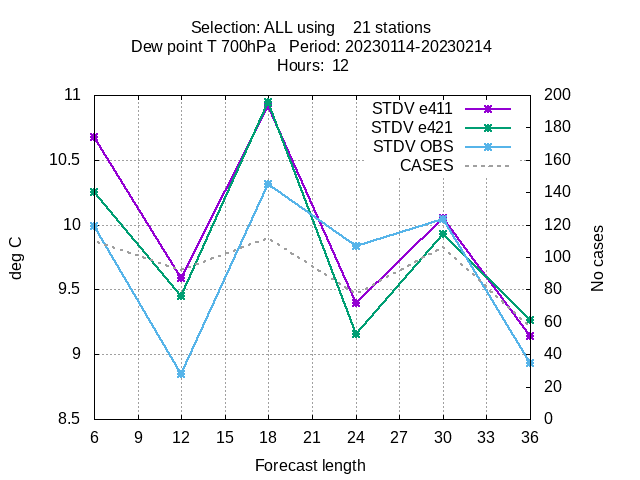 Selection: ALL using    21 stations
Dew point T 700hPa   Period: 20230114-20230214
Hours:  12
STDV e411
STDV e421
STDV OBS
CASES
11
10.5
10
9.5
9
8.5
200
180
160
140
120
100
80
60
40
20
0
deg C
No cases
6 9 12 15 18 21 24 27 30 33 36
Forecast length